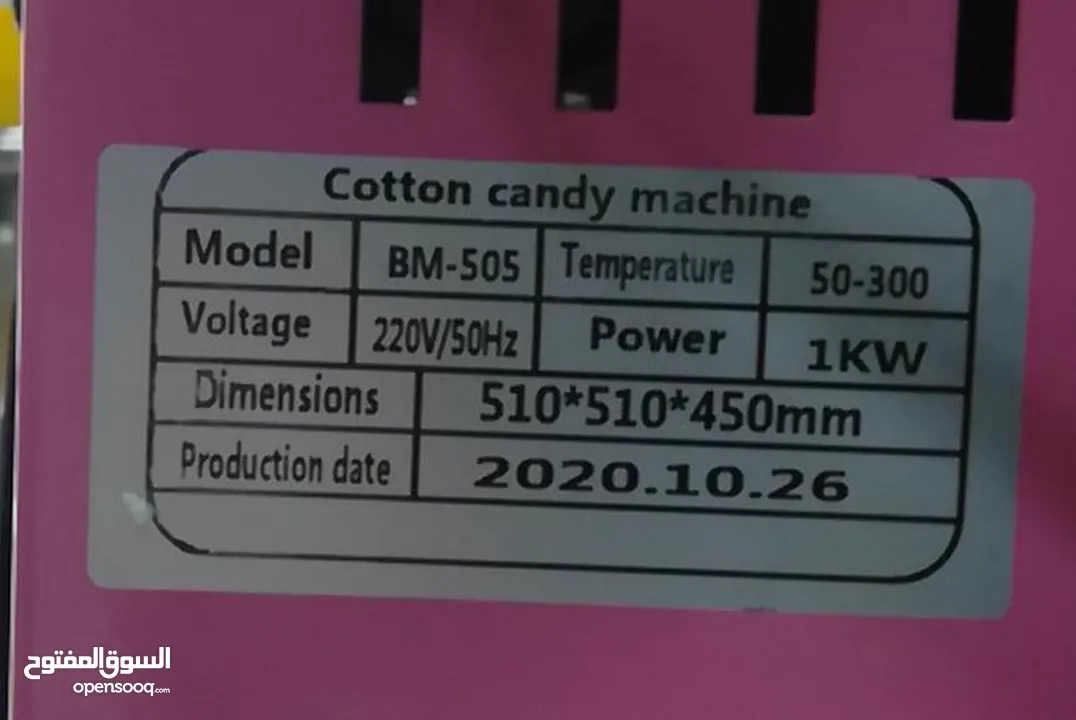 Cotton candy machine
Model BM-505 Temperature 50-300
Voltage 220V/50Hz Power 1KW
Dimensions 510*510*450mm
Production date 2020.10.26
السوق المفتوح
opensooq.com